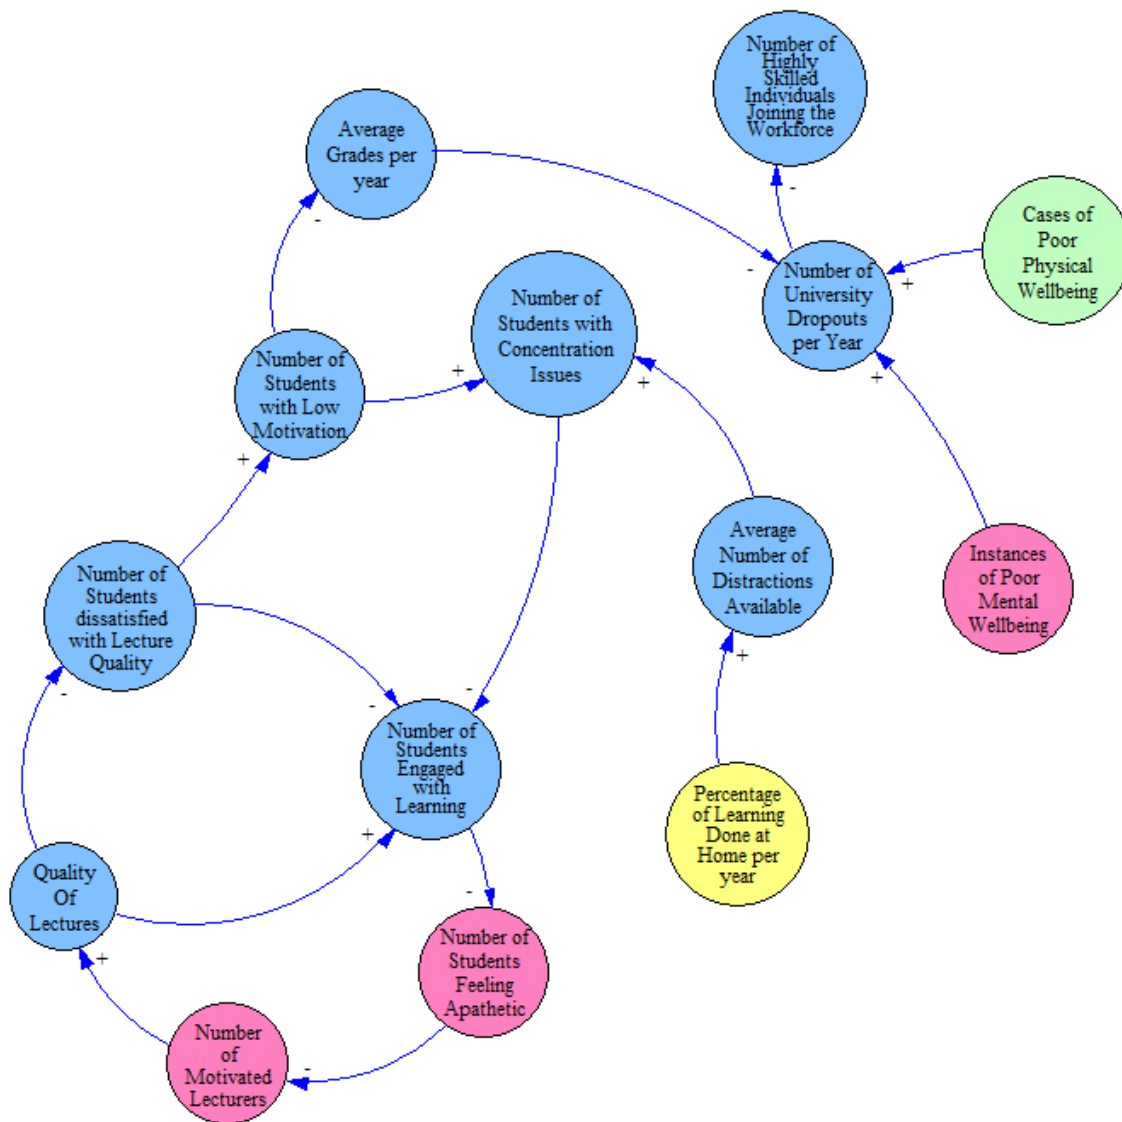 Number of
Highly
Skilled
Individuals
Joining the
Workforce
Average
Grades per
year
-
-
Cases of
Poor
Physical
Wellbeing
-
Number of
University
Dropouts
per Year
+
Number of
Students with
Concentration
Issues
Number of
Students
with Low
Motivation
+
+
+
+
Average
Number of
Distractions
Available
Instances
of Poor
Mental
Wellbeing
Number of
Students
dissatisfied
with Lecture
Quality
+
-
-
-
Number of
Students
Engaged
with
Learning
+
Percentage
of Learning
Done at
Home per
year
Quality
Of
Lectures
-
+
Number of
Students
Feeling
Apathetic
Number
of
Motivated
Lecturers
-